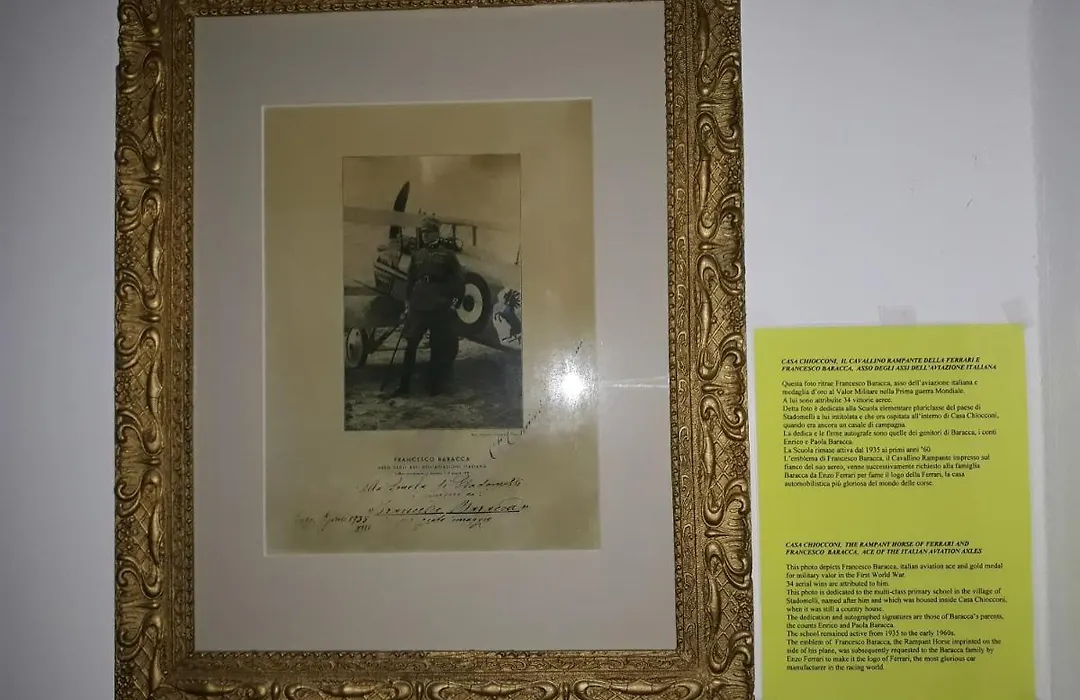 FRANCESCO BARACCA
Alla Scuola di Stadomelli
"Francesco Baracca"
CASA CHIOCCONI, IL CAVALLINO RAMPANTE DELLA FERRARI E
FRANCESCO BARACCA, ASSO DEGLI ASSI DELL'AVIAZIONE ITALIANA
Questa foto ritrae Francesco Baracca, asso dell'aviazione italiana e
medaglia d'oro al Valor Militare nella Prima guerra Mondiale.
A lui sono attribuite 34 vittorie aeree.
Detta foto è dedicata alla Scuola elementare pluriclasse del paese di
Stadomelli a lui intitolata e che era ospitata all'interno di Casa Chiocconi,
quando era ancora un casale di campagna.
La dedica e le firme autografe sono quelle dei genitori di Baracca, i conti
Enrico e Paola Baracca.
La Scuola rimase attiva dal 1935 ai primi anni '60.
L'emblema di Francesco Baracca, il Cavallino Rampante impresso sul
fianco del suo aereo, venne successivamente richiesto alla famiglia
Baracca da Enzo Ferrari per farne il logo della Ferrari, la casa
automobilistica più gloriosa del mondo delle corse.
CASA CHIOCCONI, THE RAMPANT HORSE OF FERRARI AND
FRANCESCO BARACCA, ACE OF THE ITALIAN AVIATION AXLES
This photo depicts Francesco Baracca, italian aviation ace and gold medal
for military valor in the First World War.
34 aerial wins are attributed to him.
This photo is dedicated to the multi-class primary school in the village of
Stadomelli, named after him and which was housed inside Casa Chiocconi,
when it was still a country house.
The dedication and autographed signatures are those of Baracca's parents,
the counts Enrico and Paola Baracca.
The school remained active from 1935 to the early 1960s.
The emblem of Francesco Baracca, the Rampant Horse imprinted on the
side of his plane, was subsequently requested to the Baracca family by
Enzo Ferrari to make it the logo of Ferrari, the most glorious car
manufacturer in the racing world.